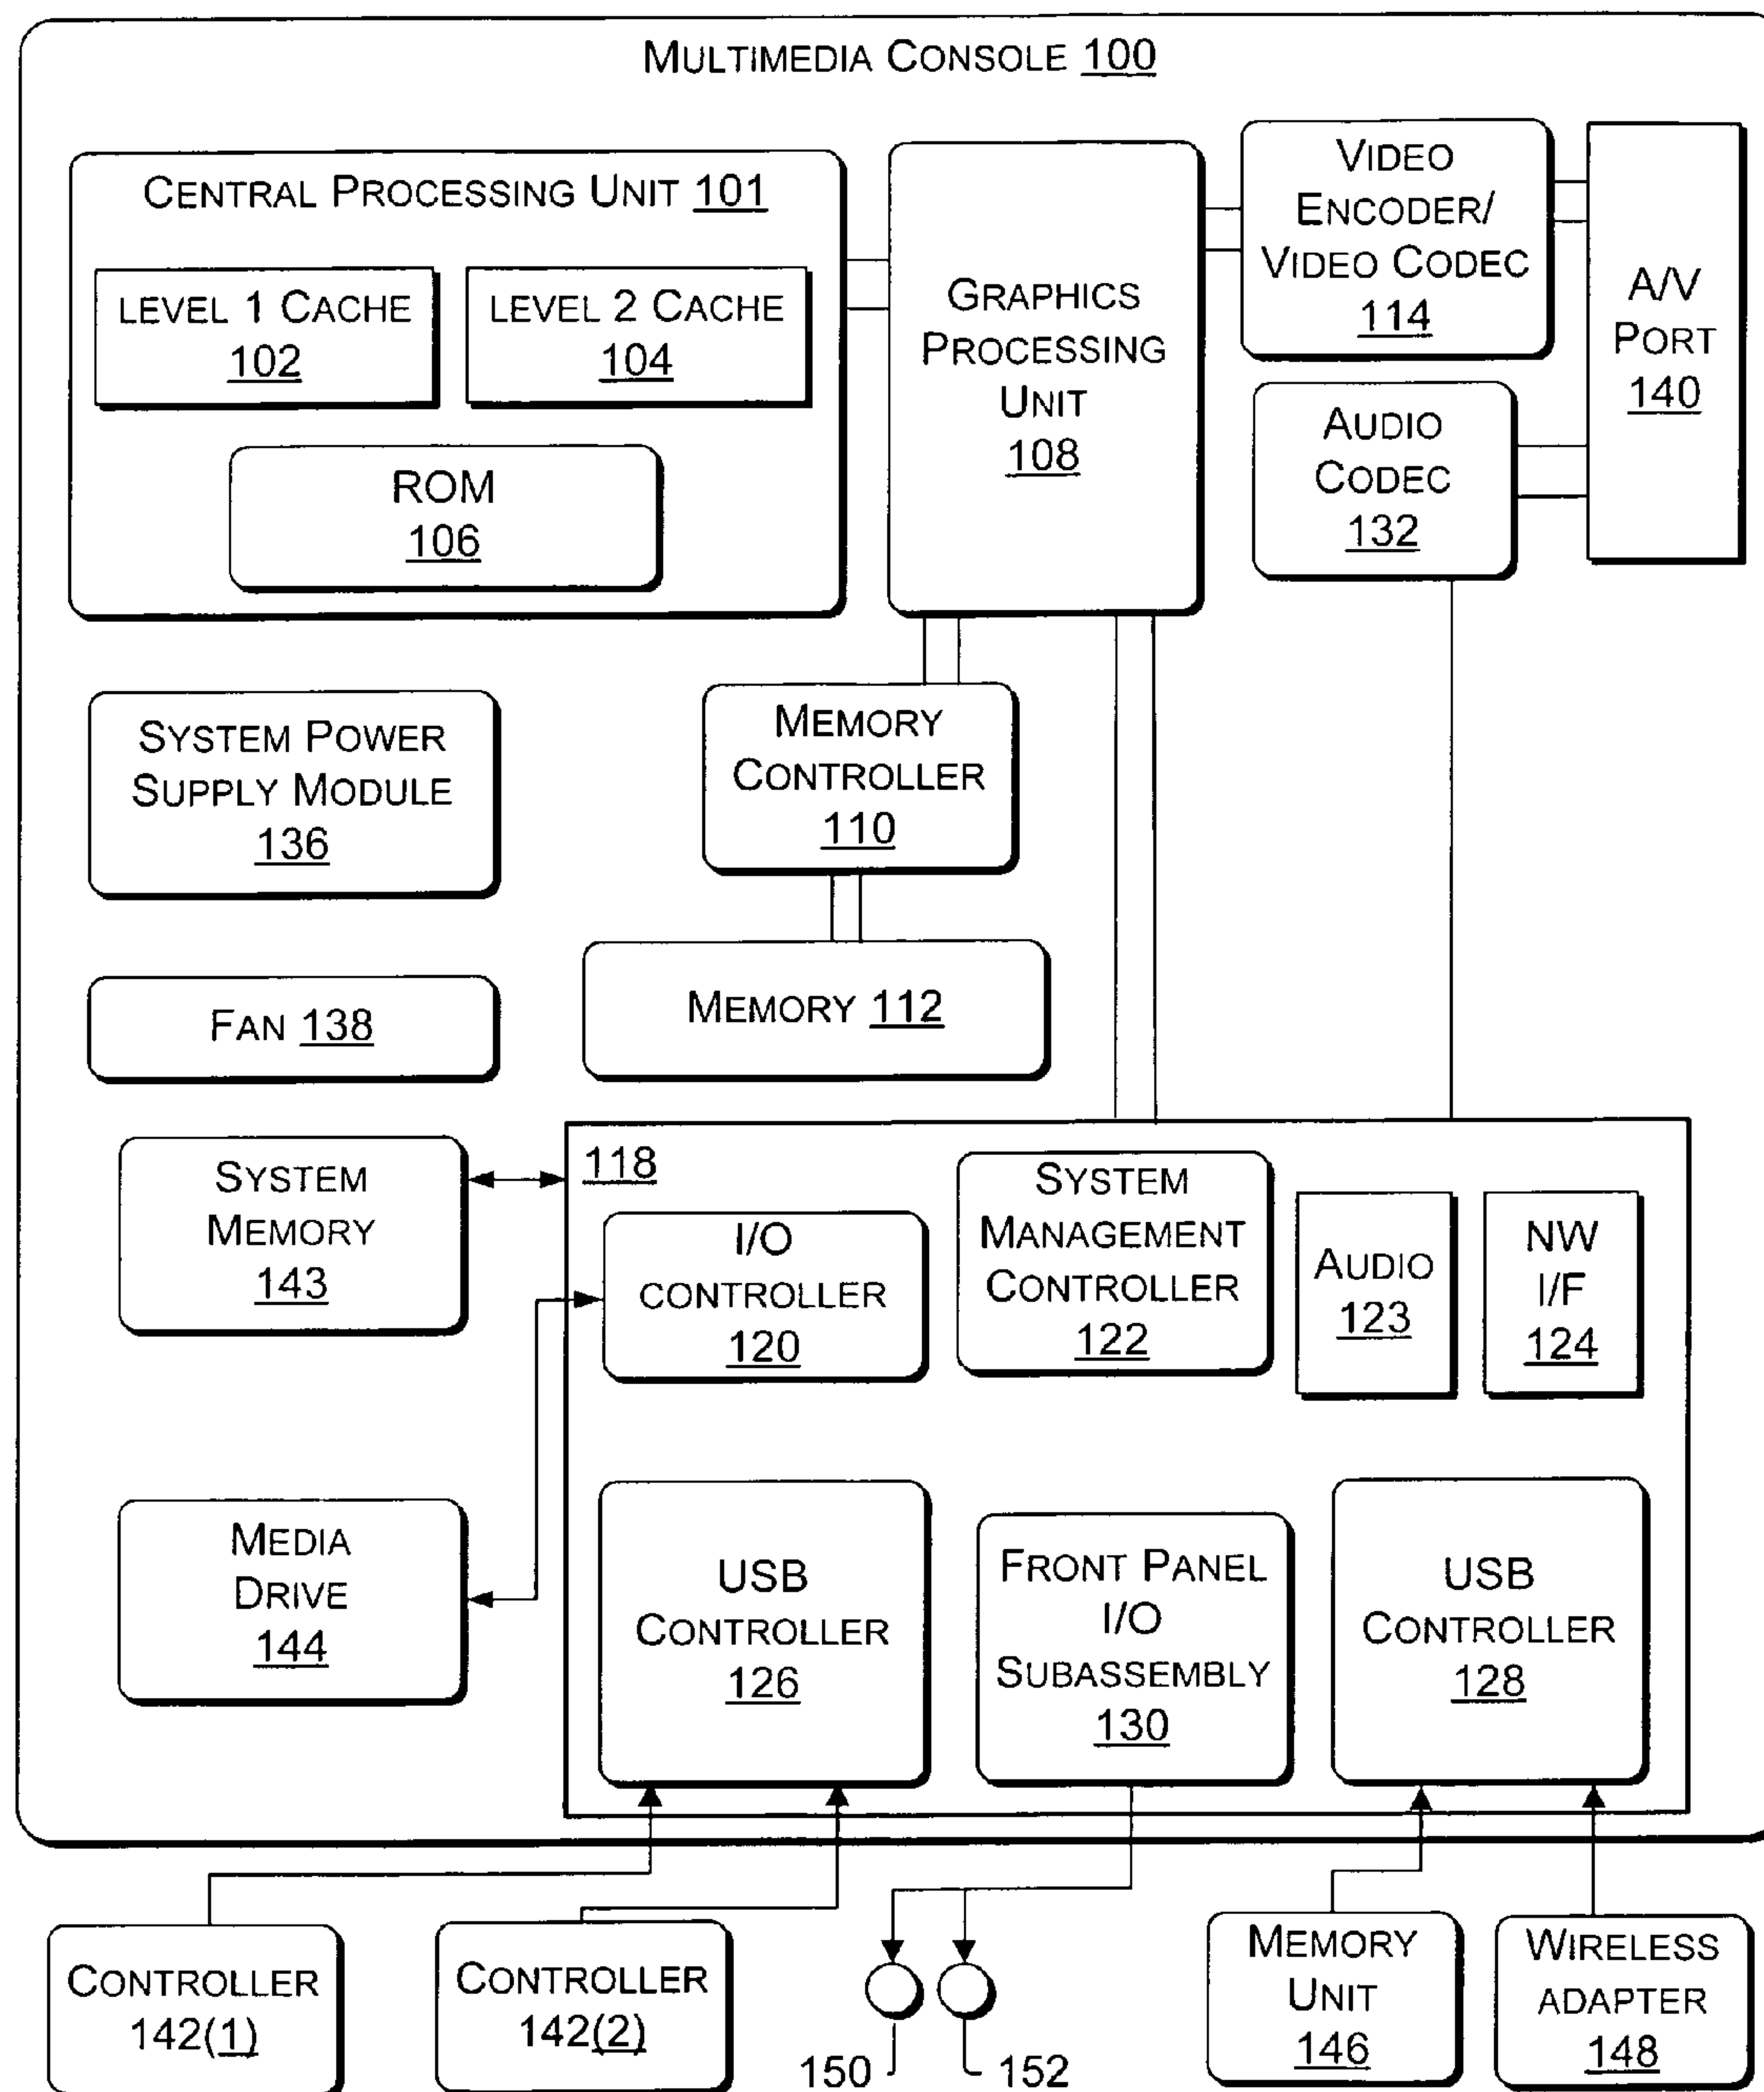 MULTIMEDIA CONSOLE 100
CENTRAL PROCESSING UNIT 101
LEVEL 1 CACHE
102
LEVEL 2 CACHE
104
ROM
106
GRAPHICS
PROCESSING
UNIT
108
VIDEO
ENCODER/
VIDEO CODEC
114
A/V
PORT
140
AUDIO
CODEC
132
SYSTEM POWER
SUPPLY MODULE
136
MEMORY
CONTROLLER
110
FAN 138
MEMORY 112
SYSTEM
MEMORY
143
118
I/O
CONTROLLER
120
SYSTEM
MANAGEMENT
CONTROLLER
122
AUDIO
123
NW
I/F
124
MEDIA
DRIVE
144
USB
CONTROLLER
126
FRONT PANEL
I/O
SUBASSEMBLY
130
USB
CONTROLLER
128
CONTROLLER
142(1)
CONTROLLER
142(2)
150
152
MEMORY
UNIT
146
WIRELESS
ADAPTER
148